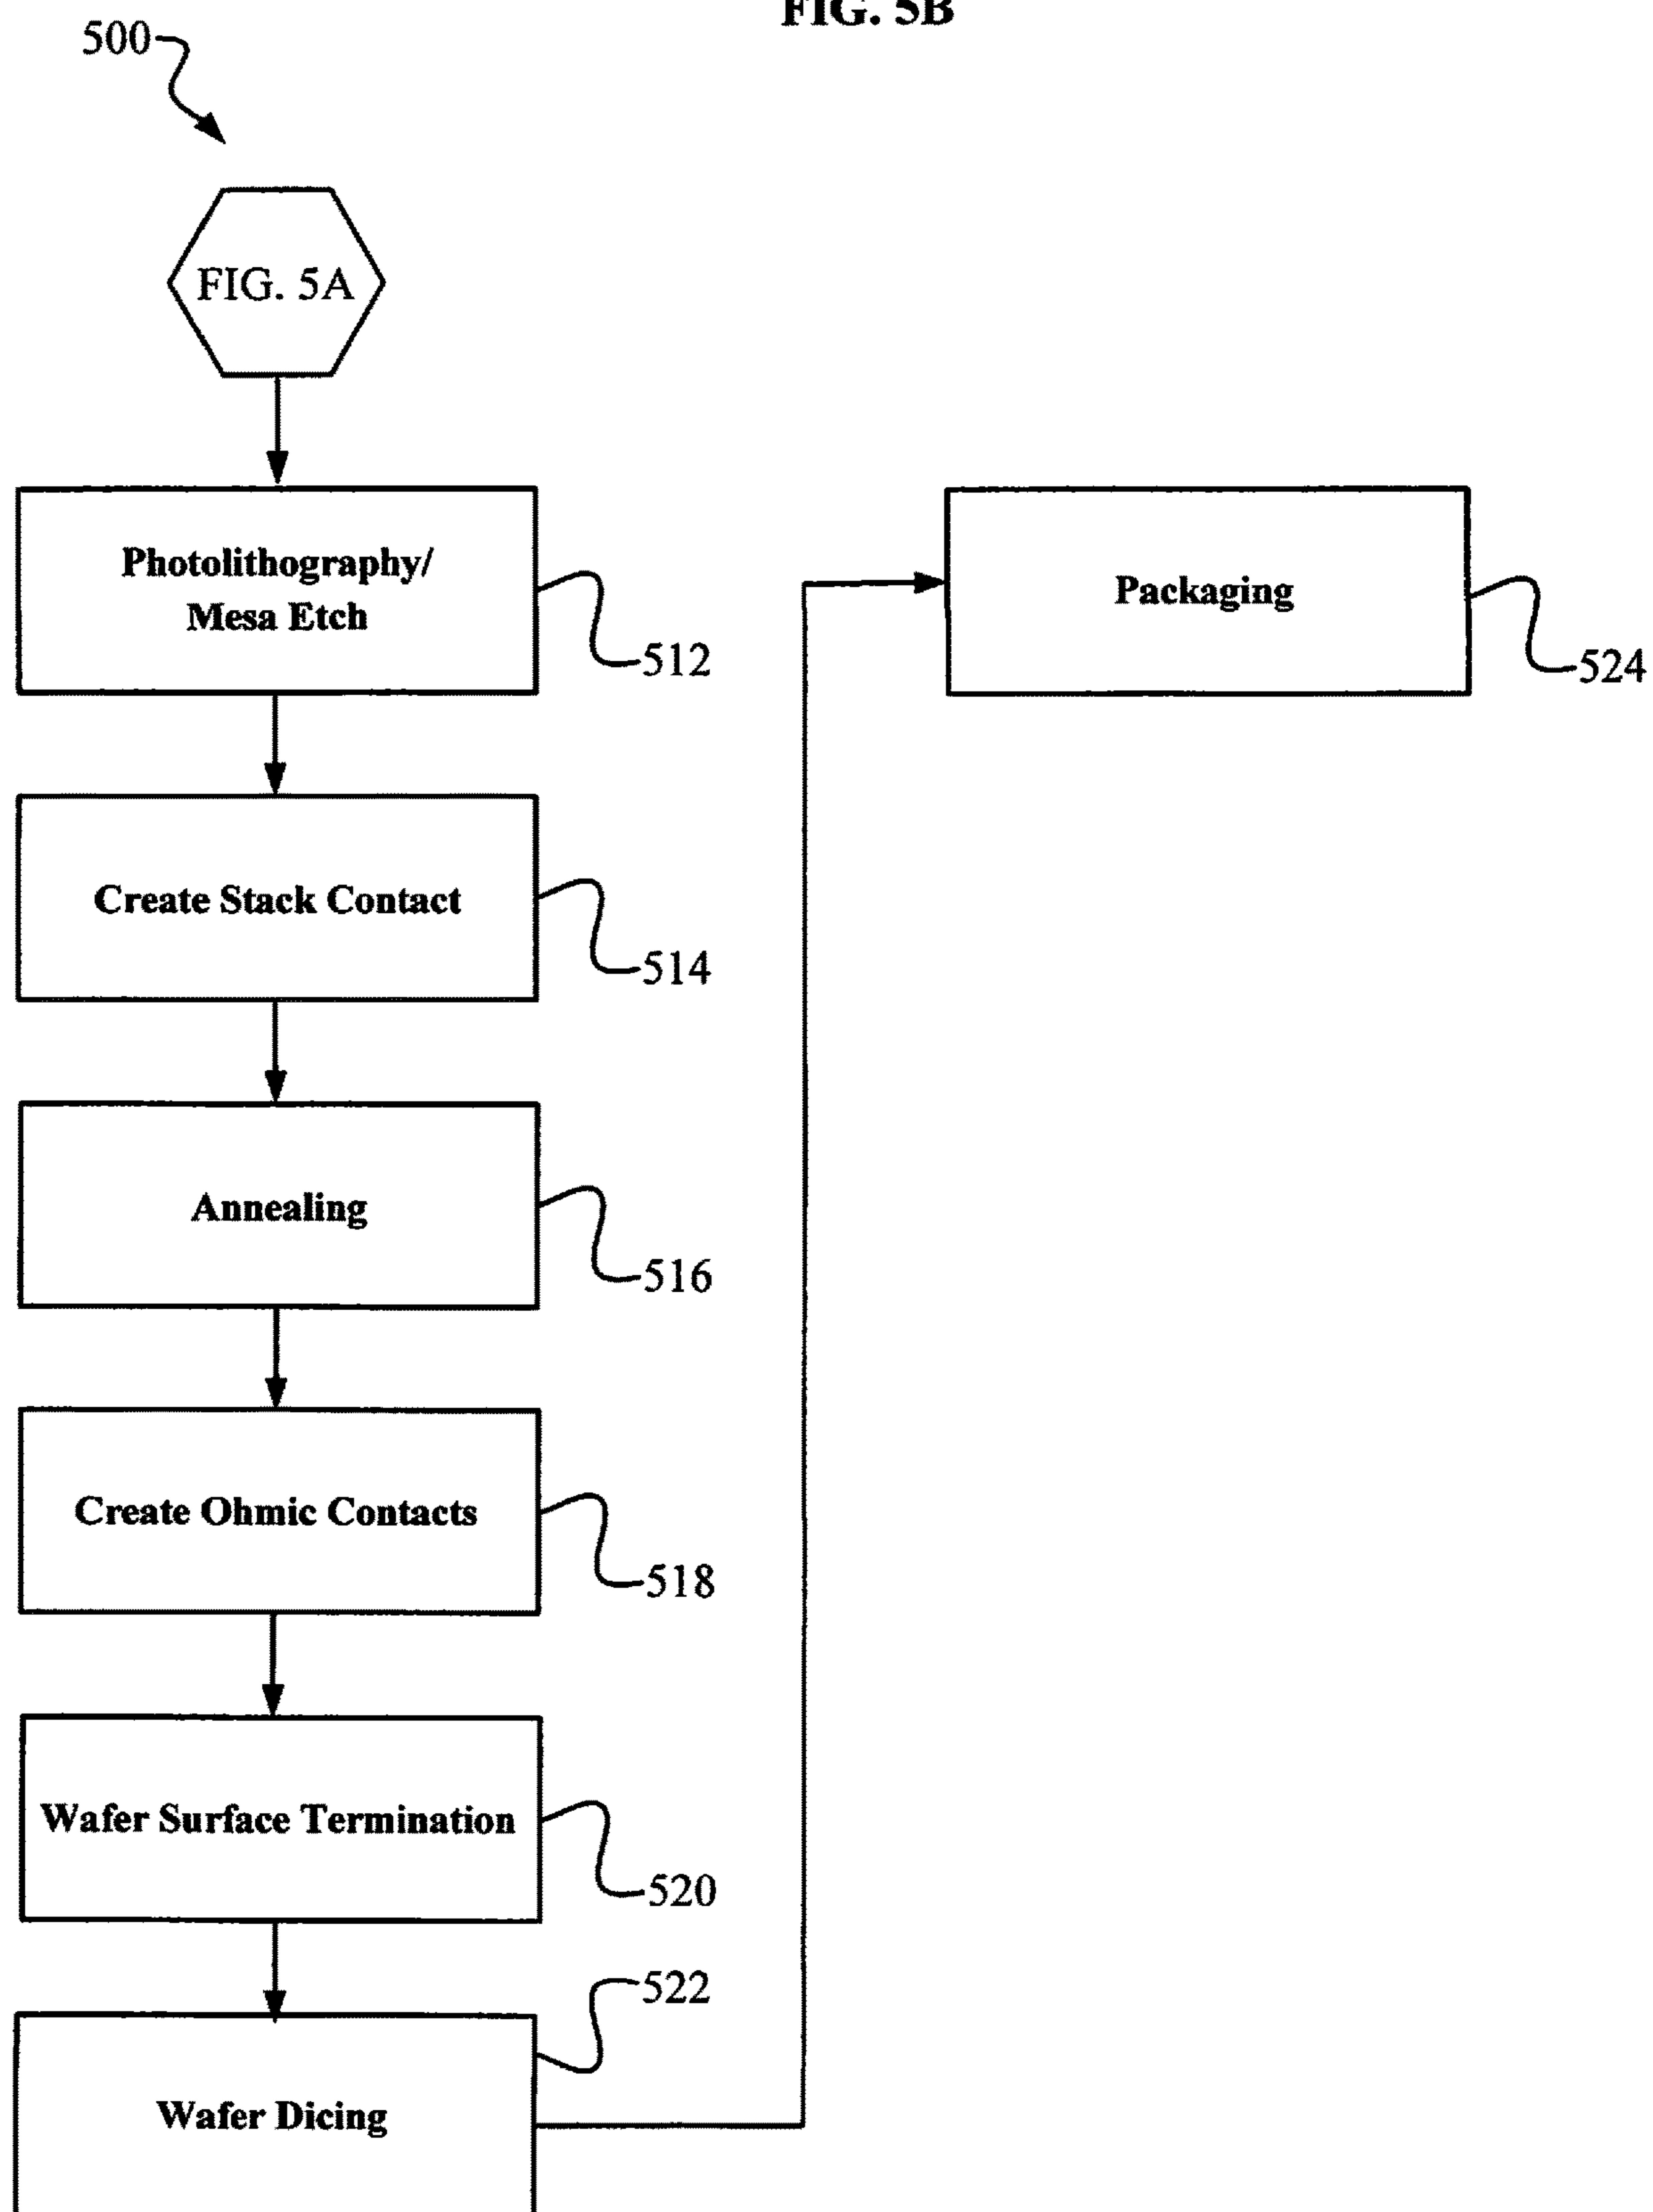 FIG. 5B
500
FIG. 5A
Photolithography/
Mesa Etch
512
Create Stack Contact
514
Annealing
516
Create Ohmic Contacts
518
Wafer Surface Termination
520
522
Wafer Dicing
Packaging
524